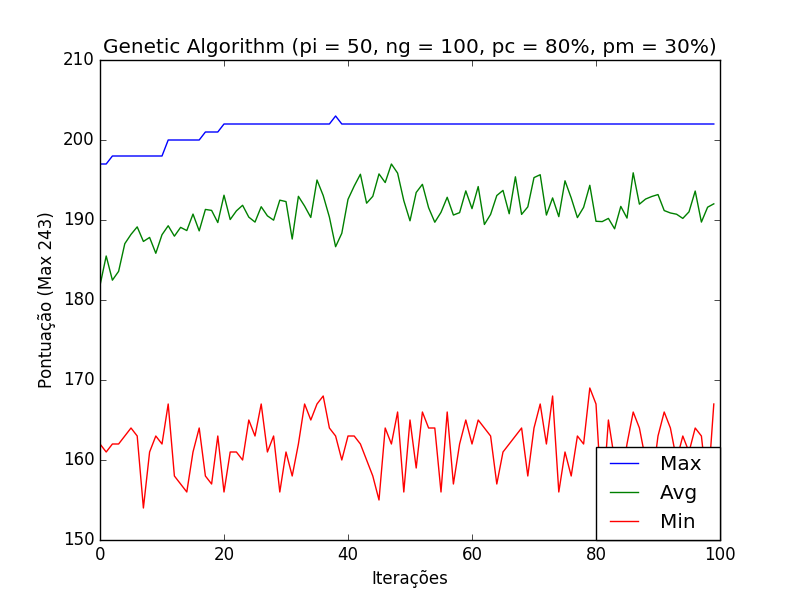 Genetic Algorithm (pi = 50, ng = 100, pc = 80%, pm = 30%)
210
200
190
180
170
160
150
Pontuação (Max 243)
0 20 40 60 80 100
Iterações
Max
Avg
Min